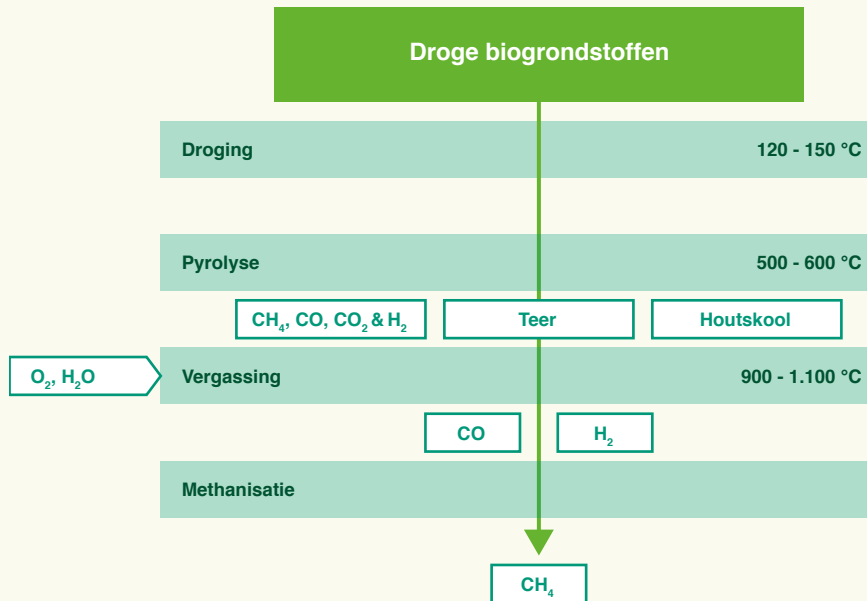 Droge biogrondstoffen
Droging 120 - 150 °C
Pyrolyse 500 - 600 °C
CH₄, CO, CO₂ & H₂ Teer Houtskool
O₂, H₂O Vergassing 900 - 1.100 °C
CO H₂
Methanisatie
CH₄